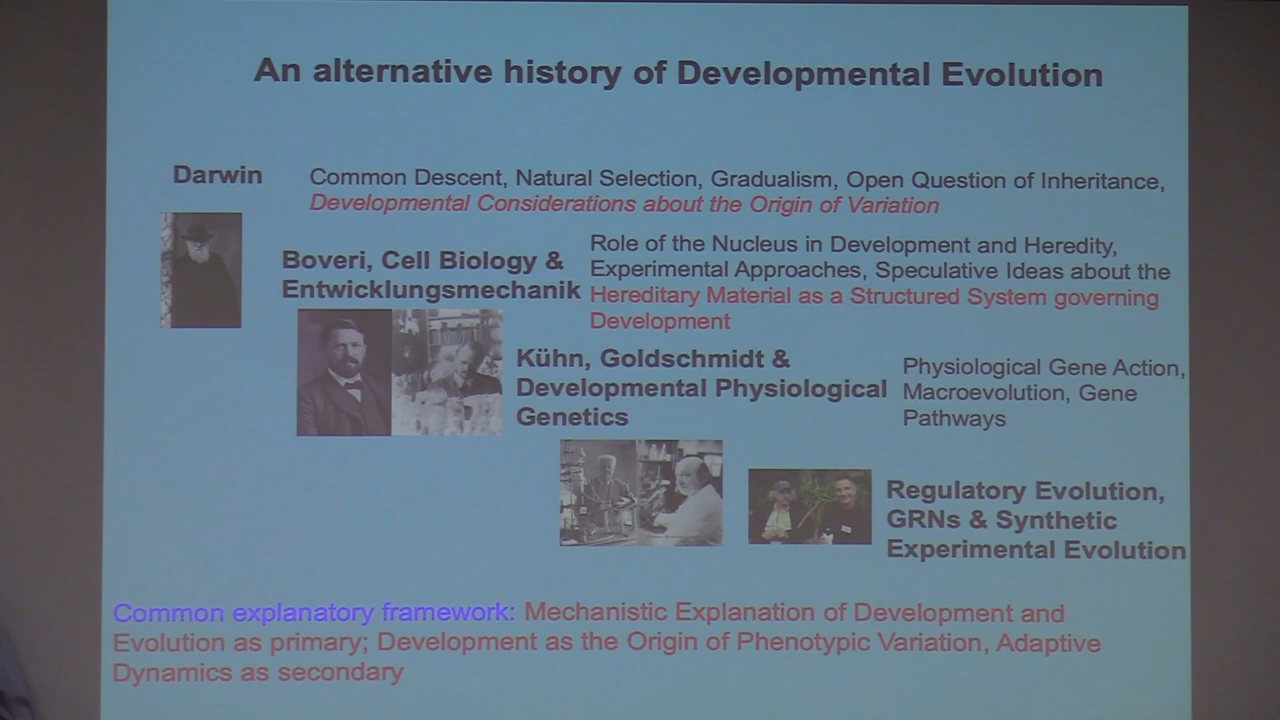 An alternative history of Developmental Evolution
Darwin
Common Descent, Natural Selection, Gradualism, Open Question of Inheritance,
Developmental Considerations about the Origin of Variation
Boveri, Cell Biology &
Entwicklungsmechanik
Role of the Nucleus in Development and Heredity,
Experimental Approaches, Speculative Ideas about the
Hereditary Material as a Structured System governing
Development
Kühn, Goldschmidt &
Developmental Physiological
Genetics
Physiological Gene Action,
Macroevolution, Gene
Pathways
Regulatory Evolution,
GRNs & Synthetic
Experimental Evolution
Common explanatory framework: Mechanistic Explanation of Development and
Evolution as primary; Development as the Origin of Phenotypic Variation, Adaptive
Dynamics as secondary